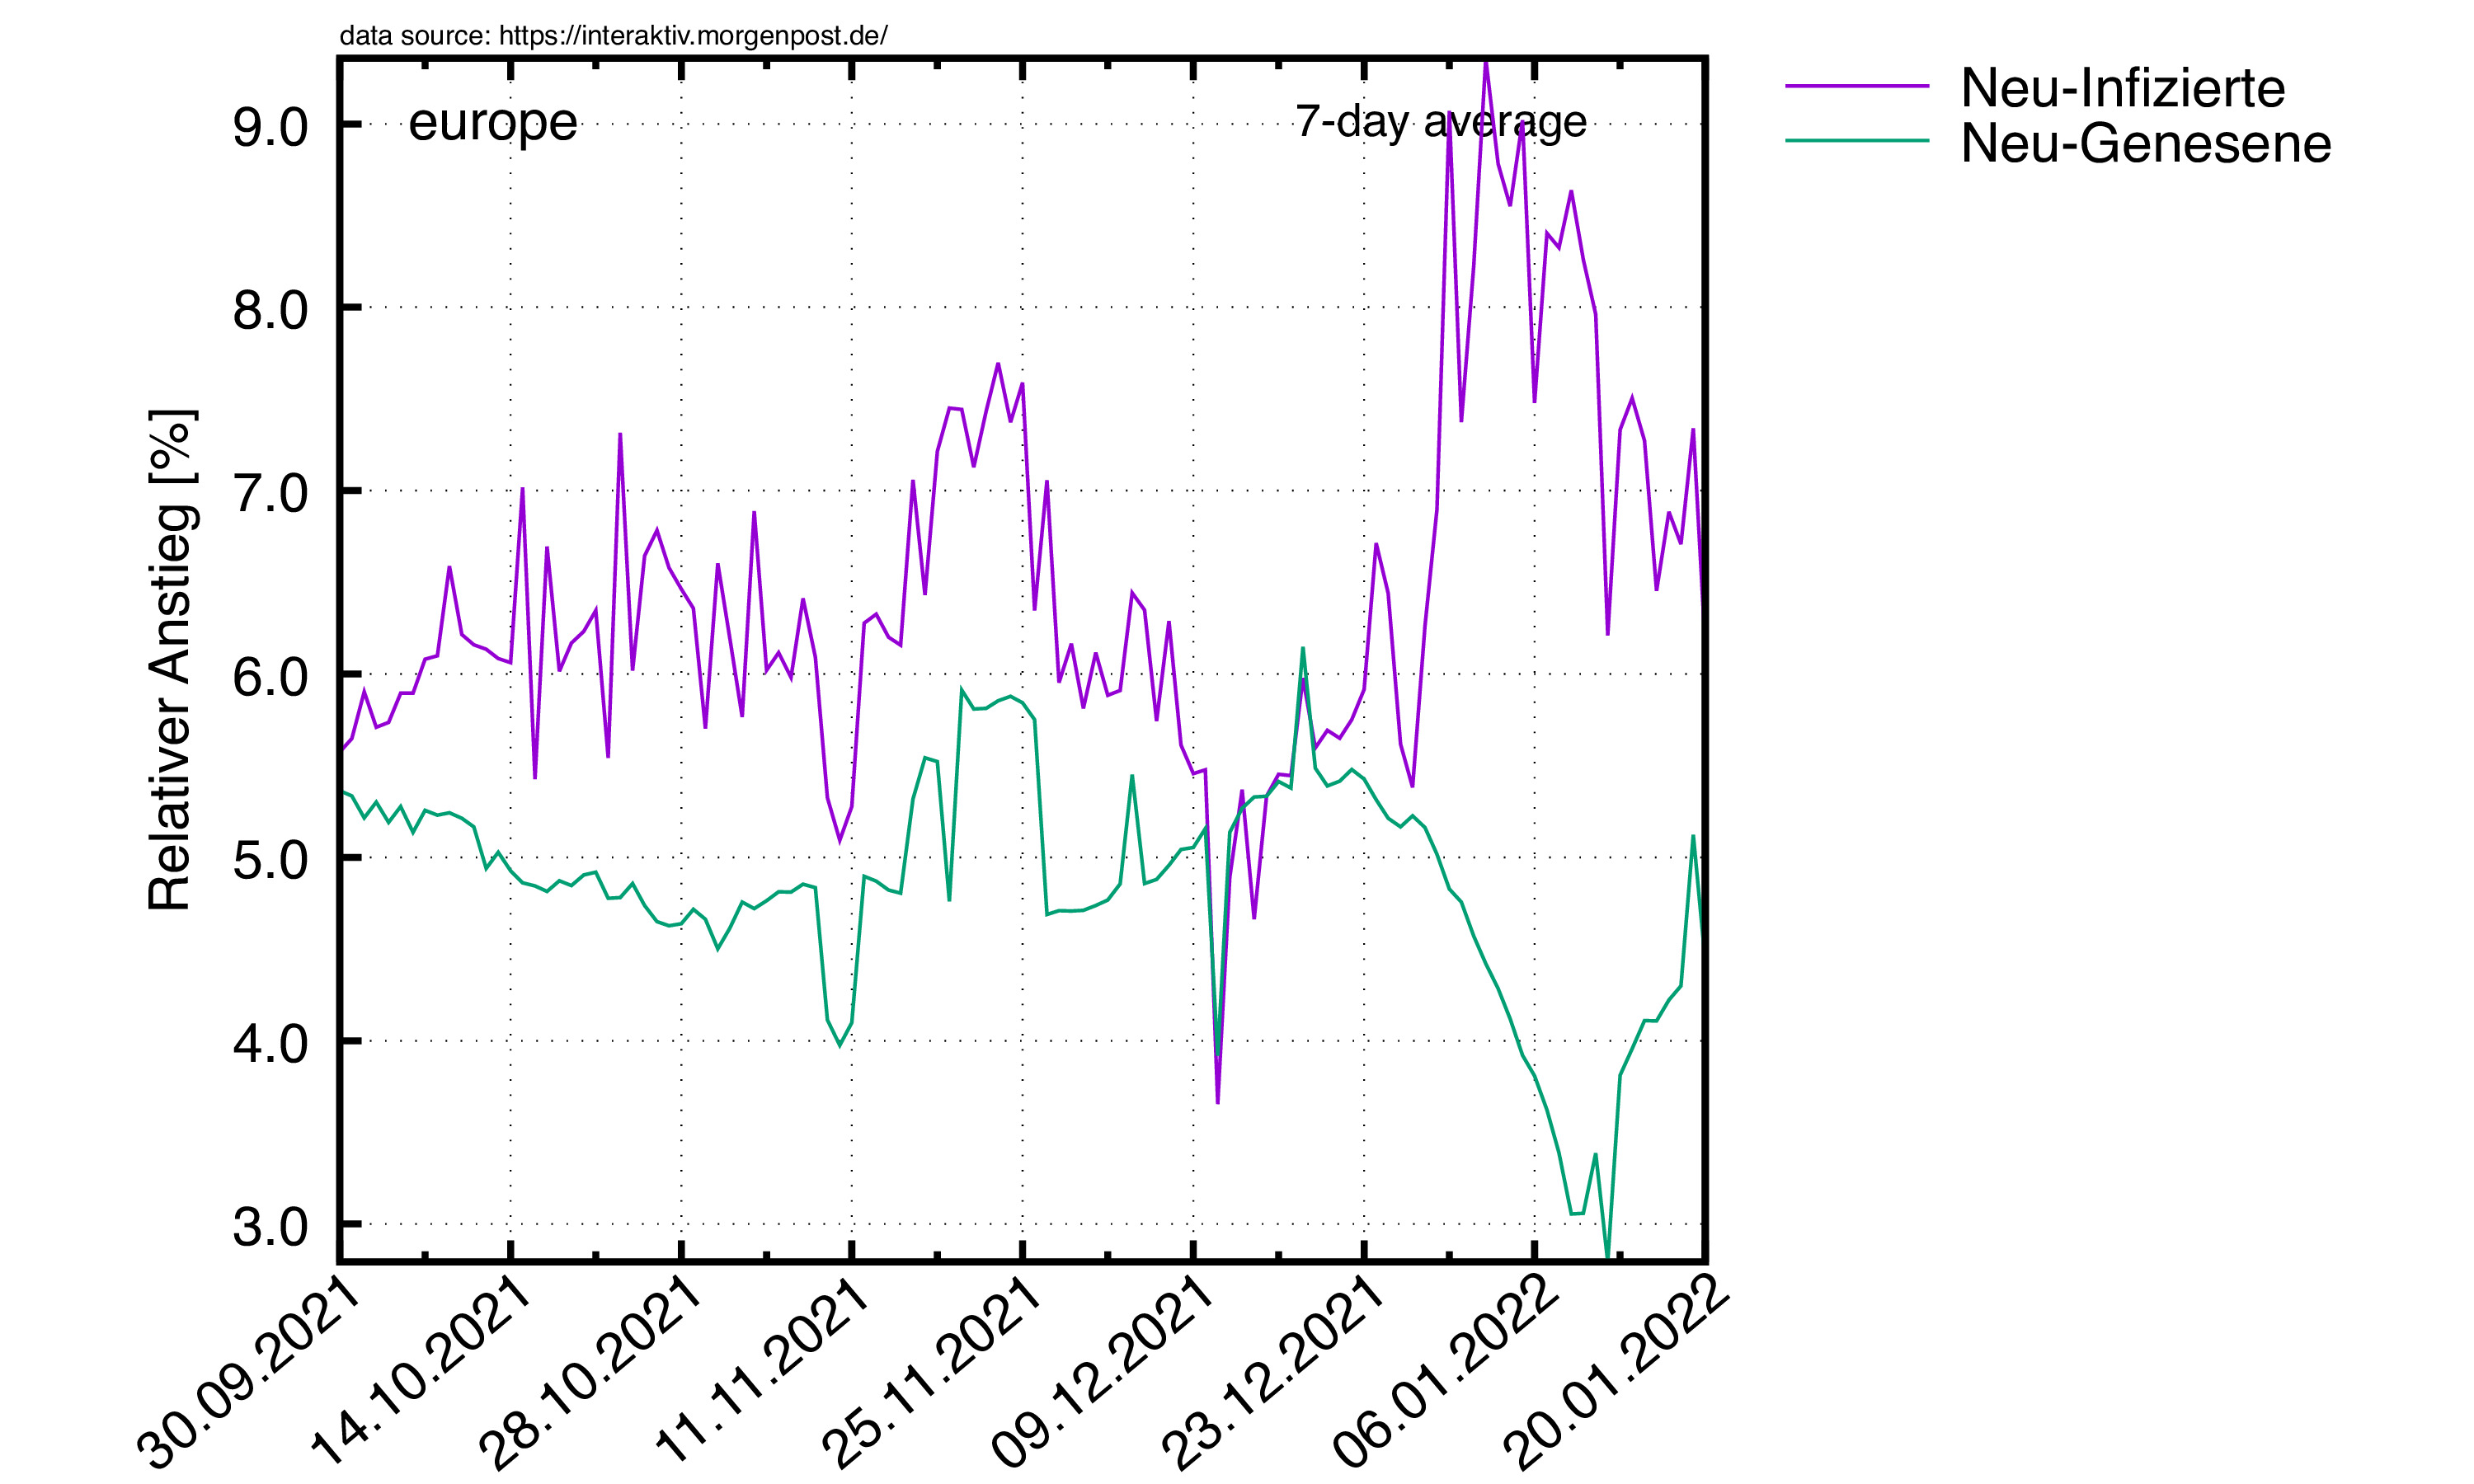 data source: https://interaktiv.morgenpost.de/
europe
7-day average
Neu-Infizierte
Neu-Genesene
Relativer Anstieg [%]
9.0
8.0
7.0
6.0
5.0
4.0
3.0
30.09.2021
14.10.2021
28.10.2021
11.11.2021
25.11.2021
09.12.2021
23.12.2021
06.01.2022
20.01.2022